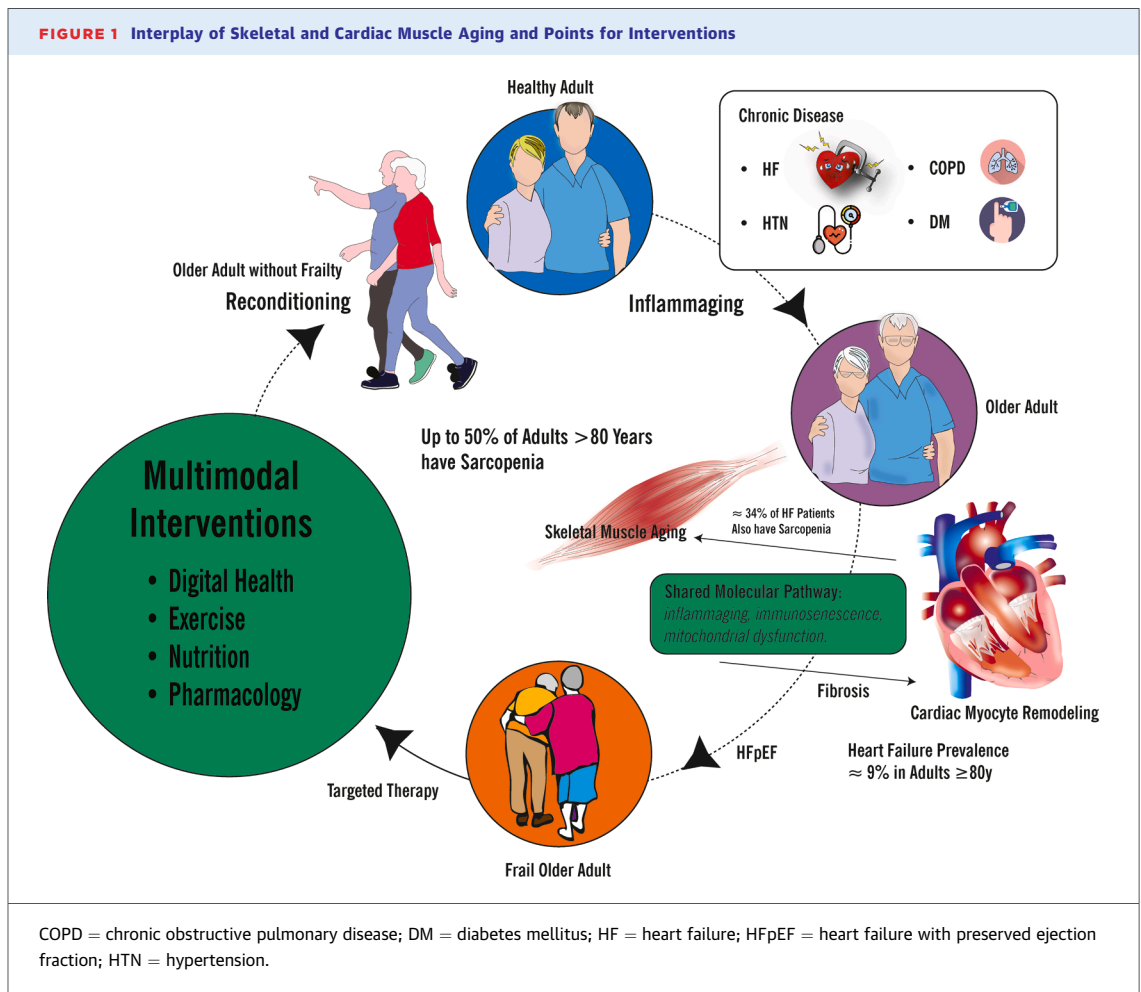 FIGURE 1 Interplay of Skeletal and Cardiac Muscle Aging and Points for Interventions
Healthy Adult
Chronic Disease
• HF
• COPD
• HTN
• DM
Older Adult without Frailty
Reconditioning
Inflammaging
Older Adult
Up to 50% of Adults >80 Years
have Sarcopenia
≈ 34% of HF Patients
Also have Sarcopenia
Skeletal Muscle Aging
Multimodal
Interventions
• Digital Health
• Exercise
• Nutrition
• Pharmacology
Shared Molecular Pathway:
inflammaging, immunosenescence,
mitochondrial dysfunction.
Fibrosis
Cardiac Myocyte Remodeling
HFpEF
Heart Failure Prevalence
≈ 9% in Adults ≥80y
Targeted Therapy
Frail Older Adult
COPD = chronic obstructive pulmonary disease; DM = diabetes mellitus; HF = heart failure; HFpEF = heart failure with preserved ejection
fraction; HTN = hypertension.